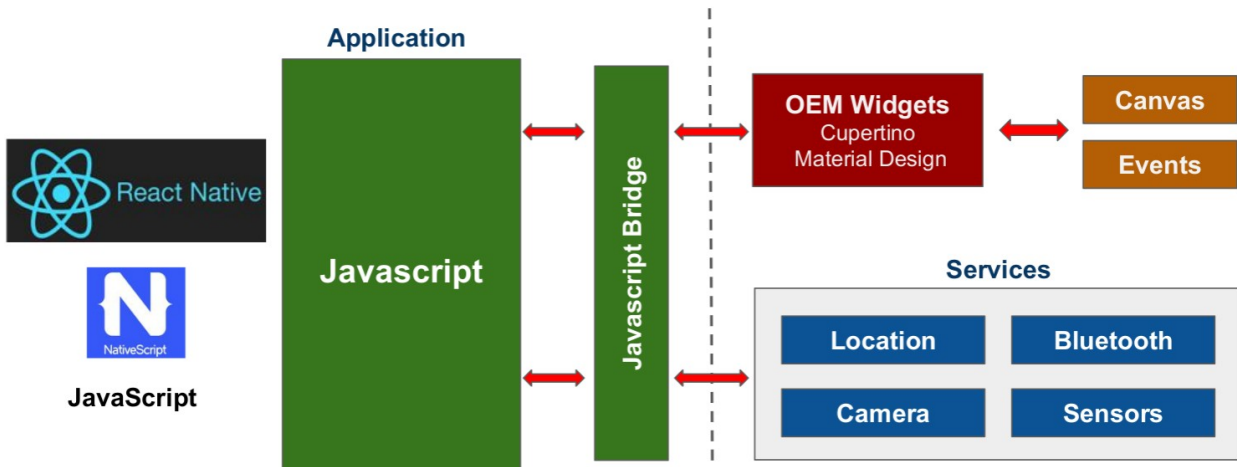 Application
React Native
NativeScript
JavaScript
Javascript
Javascript Bridge
OEM Widgets
Cupertino
Material Design
Canvas
Events
Services
Location
Bluetooth
Camera
Sensors